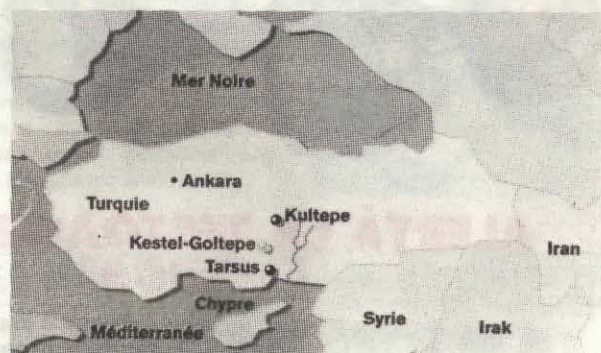 Mer Noire
• Ankara
Turquie
Kultepe
Kestel-Goltepe
Iran
Tarsus
Chypre
Syrie
Irak
Méditerranée